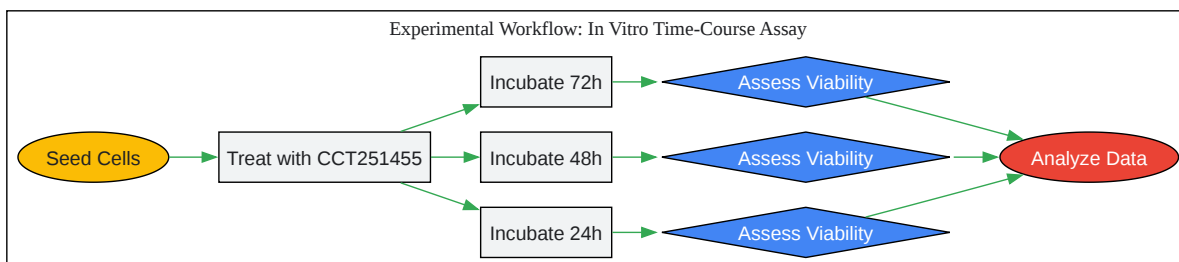 Experimental Workflow: In Vitro Time-Course Assay
Incubate 72h
Assess Viability
Seed Cells
Treat with CCT251455
Incubate 48h
Assess Viability
Analyze Data
Incubate 24h
Assess Viability